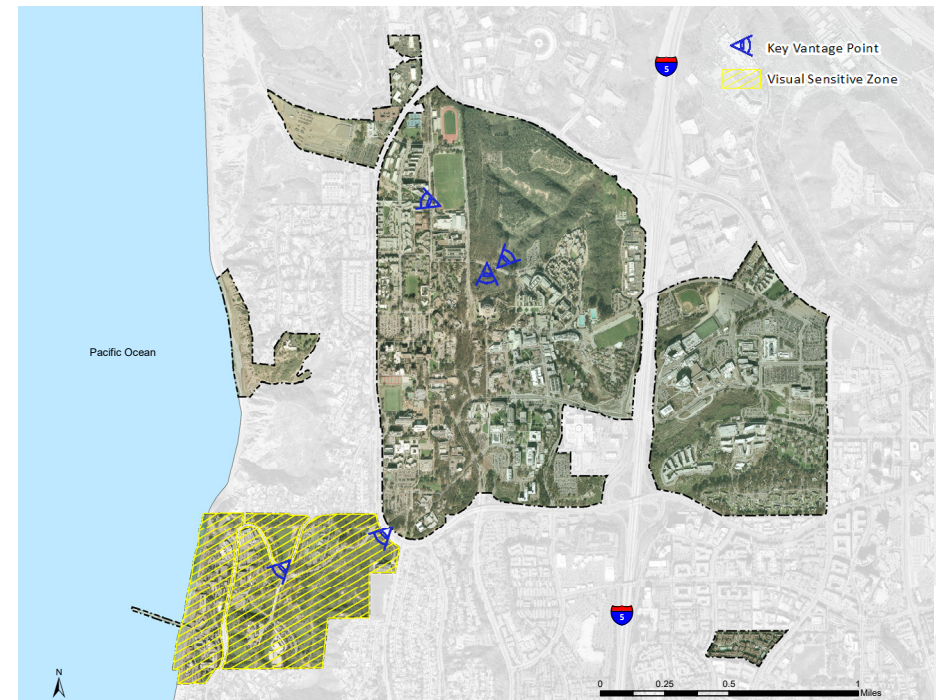 5
Key Vantage Point
Visual Sensitive Zone
Pacific Ocean
5
N
0 0.25 0.5 1
Miles